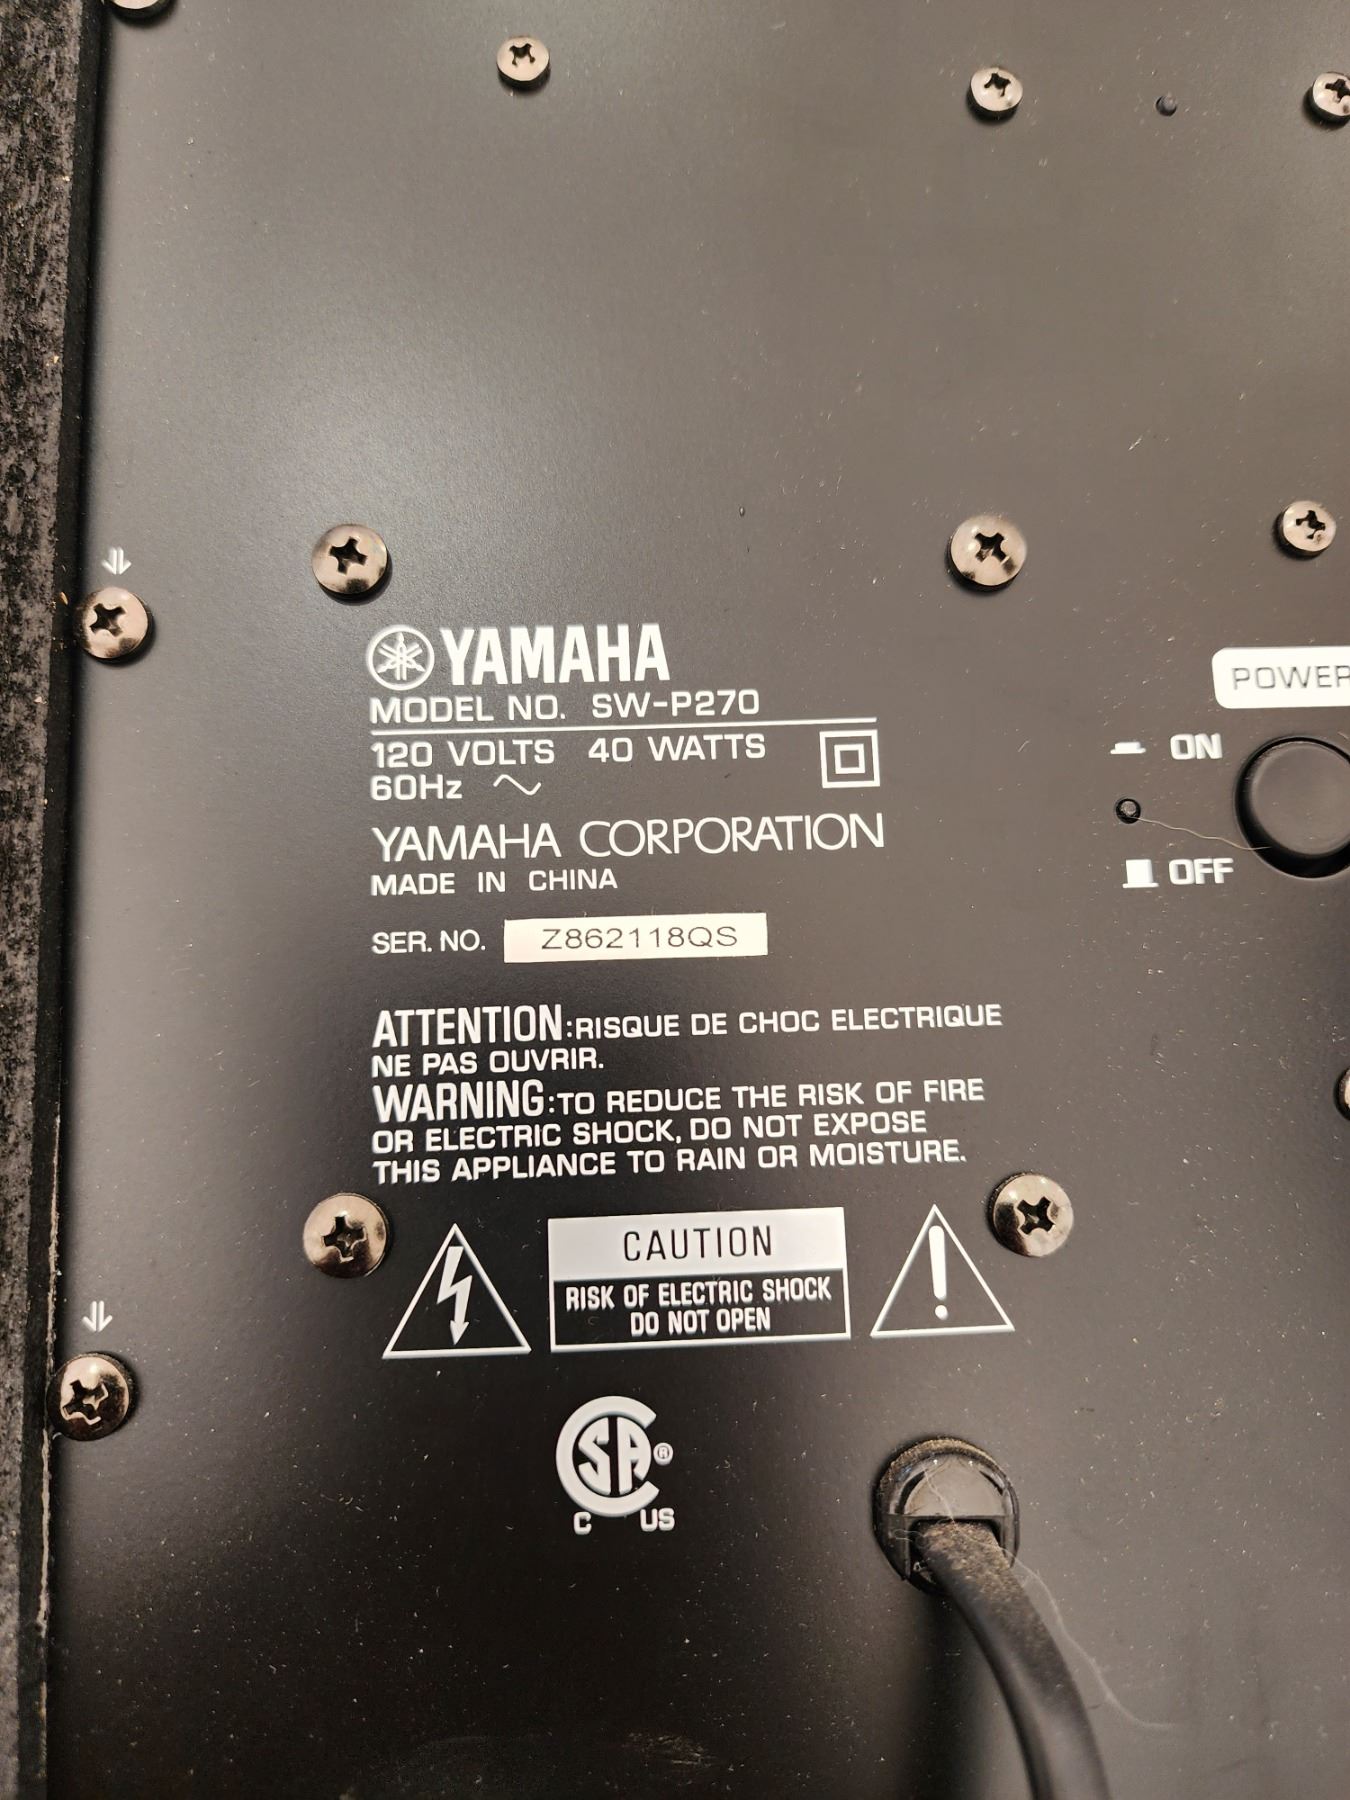 YAMAHA
MODEL NO. SW-P270
120 VOLTS 40 WATTS
60Hz
YAMAHA CORPORATION
MADE IN CHINA
SER. NO. Z862118QS
POWER
ON
OFF
ATTENTION:RISQUE DE CHOC ELECTRIQUE
NE PAS OUVRIR.
WARNING:TO REDUCE THE RISK OF FIRE
OR ELECTRIC SHOCK, DO NOT EXPOSE
THIS APPLIANCE TO RAIN OR MOISTURE.
CAUTION
RISK OF ELECTRIC SHOCK
DO NOT OPEN
CSA®
C US